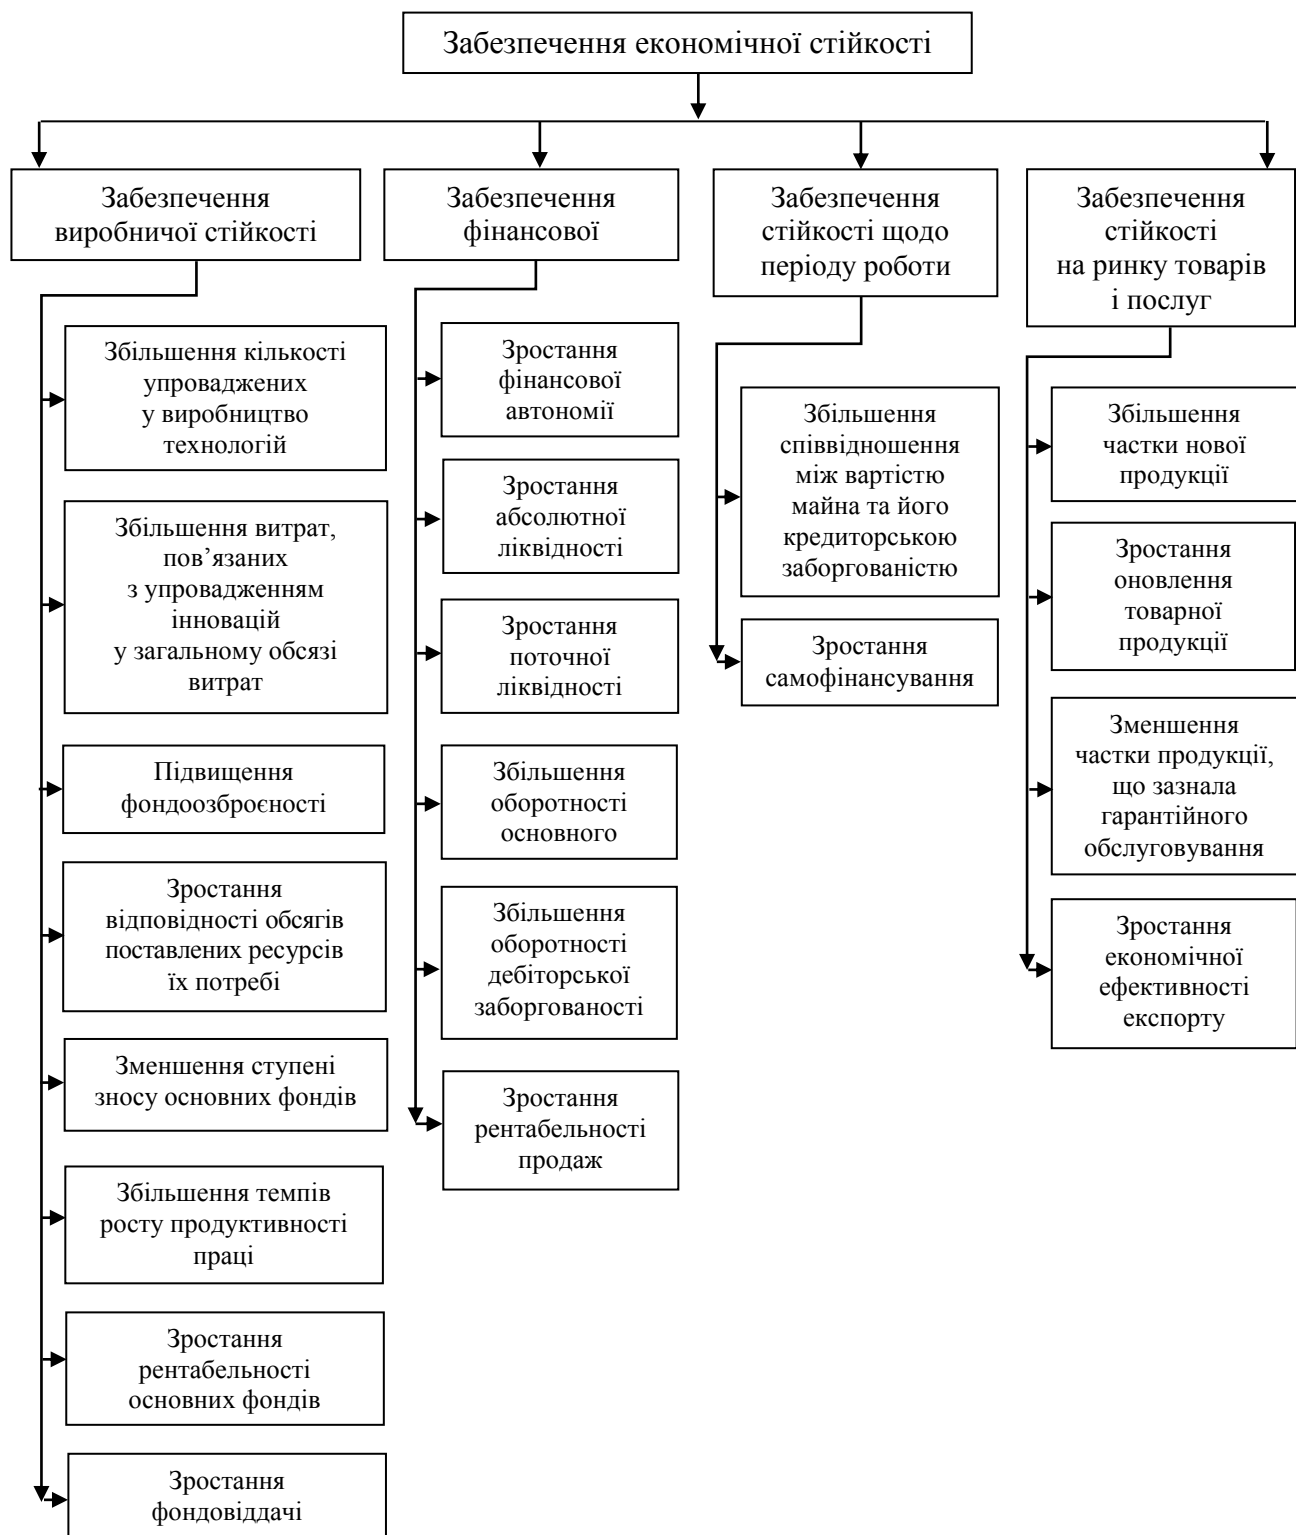 Забезпечення економічної стійкості
Забезпечення
виробничої стійкості
Збільшення кількості
упроваджених
у виробництво
технологій
Збільшення витрат,
пов’язаних
з упровадженням
інновацій
у загальному обсязі
витрат
Підвищення
фондоозброєності
Зростання
відповідності обсягів
поставлених ресурсів
їх потребі
Зменшення ступені
зносу основних фондів
Збільшення темпів
росту продуктивності
праці
Зростання
рентабельності
основних фондів
Зростання
фондовіддачі
Забезпечення
фінансової
Зростання
фінансової
автономії
Зростання
абсолютної
ліквідності
Зростання
поточної
ліквідності
Збільшення
оборотності
основного
Збільшення
оборотності
дебіторської
заборгованості
Зростання
рентабельності
продаж
Забезпечення
стійкості щодо
періоду роботи
Збільшення
співвідношення
між вартістю
майна та його
кредиторською
заборгованістю
Зростання
самофінансування
Забезпечення
стійкості
на ринку товарів
і послуг
Збільшення
частки нової
продукції
Зростання
оновлення
товарної
продукції
Зменшення
частки продукції,
що зазнала
гарантійного
обслуговування
Зростання
економічної
ефективності
експорту